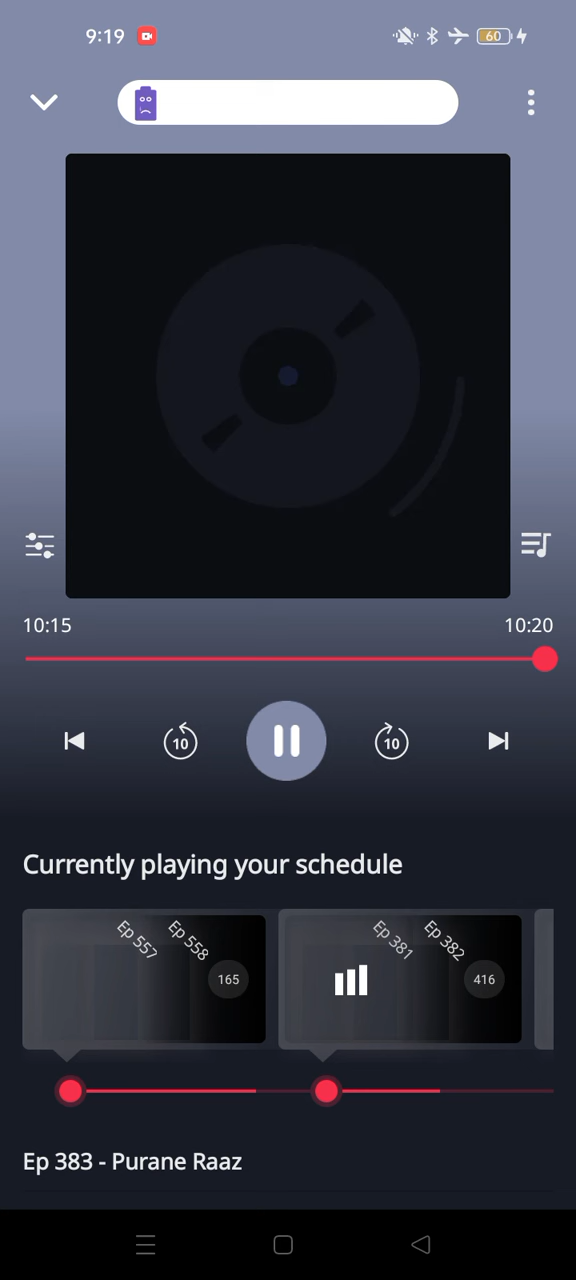 9:19
60
10:15
10:20
10
10
Currently playing your schedule
Ep 557
Ep 558
165
Ep 381
Ep 382
416
Ep 383 - Purane Raaz